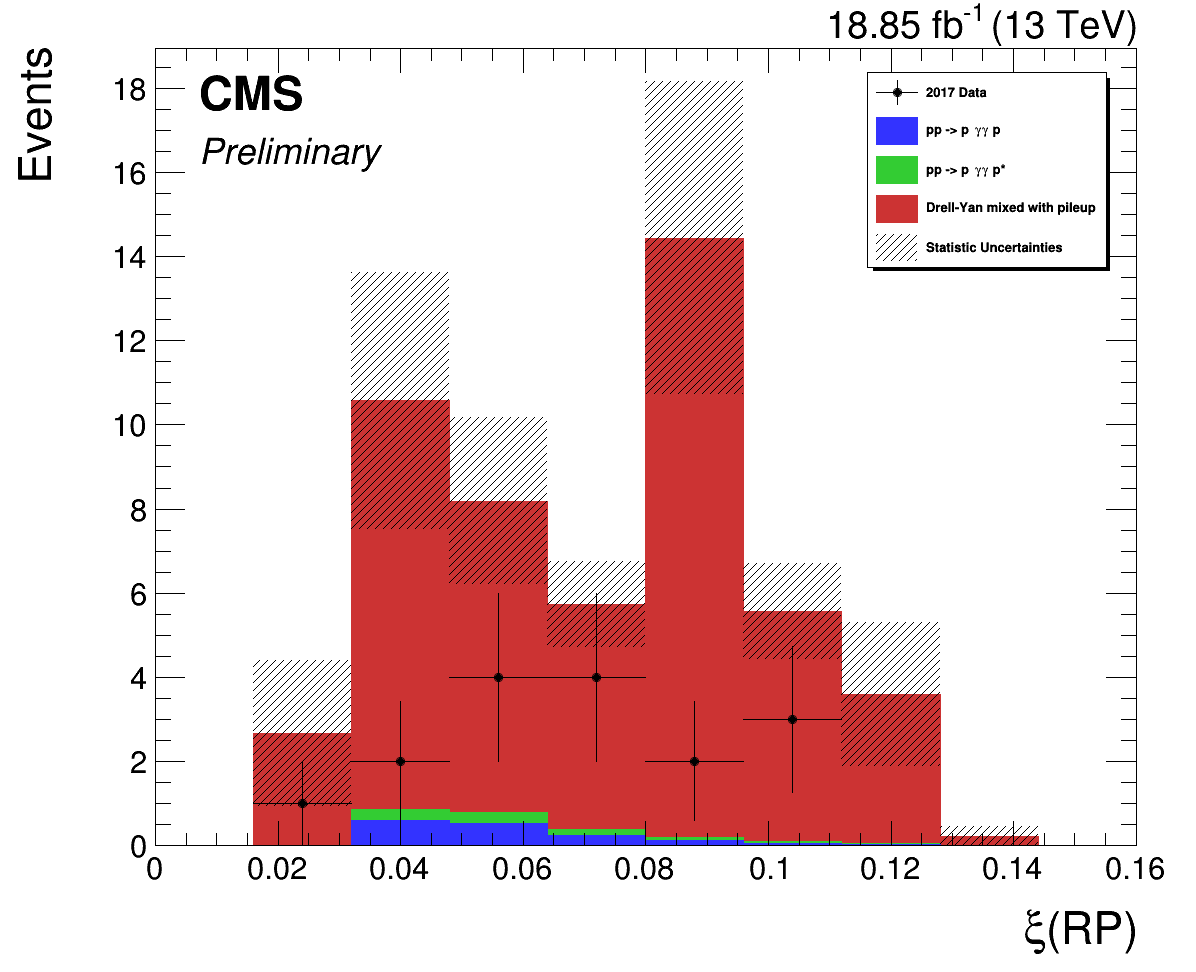 18.85 fb-1 (13 TeV)
Events
CMS
Preliminary
2017 Data
pp -> p γγ p
pp -> p γγ p*
Drell-Yan mixed with pileup
Statistic Uncertainties
18
16
14
12
10
8
6
4
2
0
0 0.02 0.04 0.06 0.08 0.1 0.12 0.14 0.16
ξ(RP)